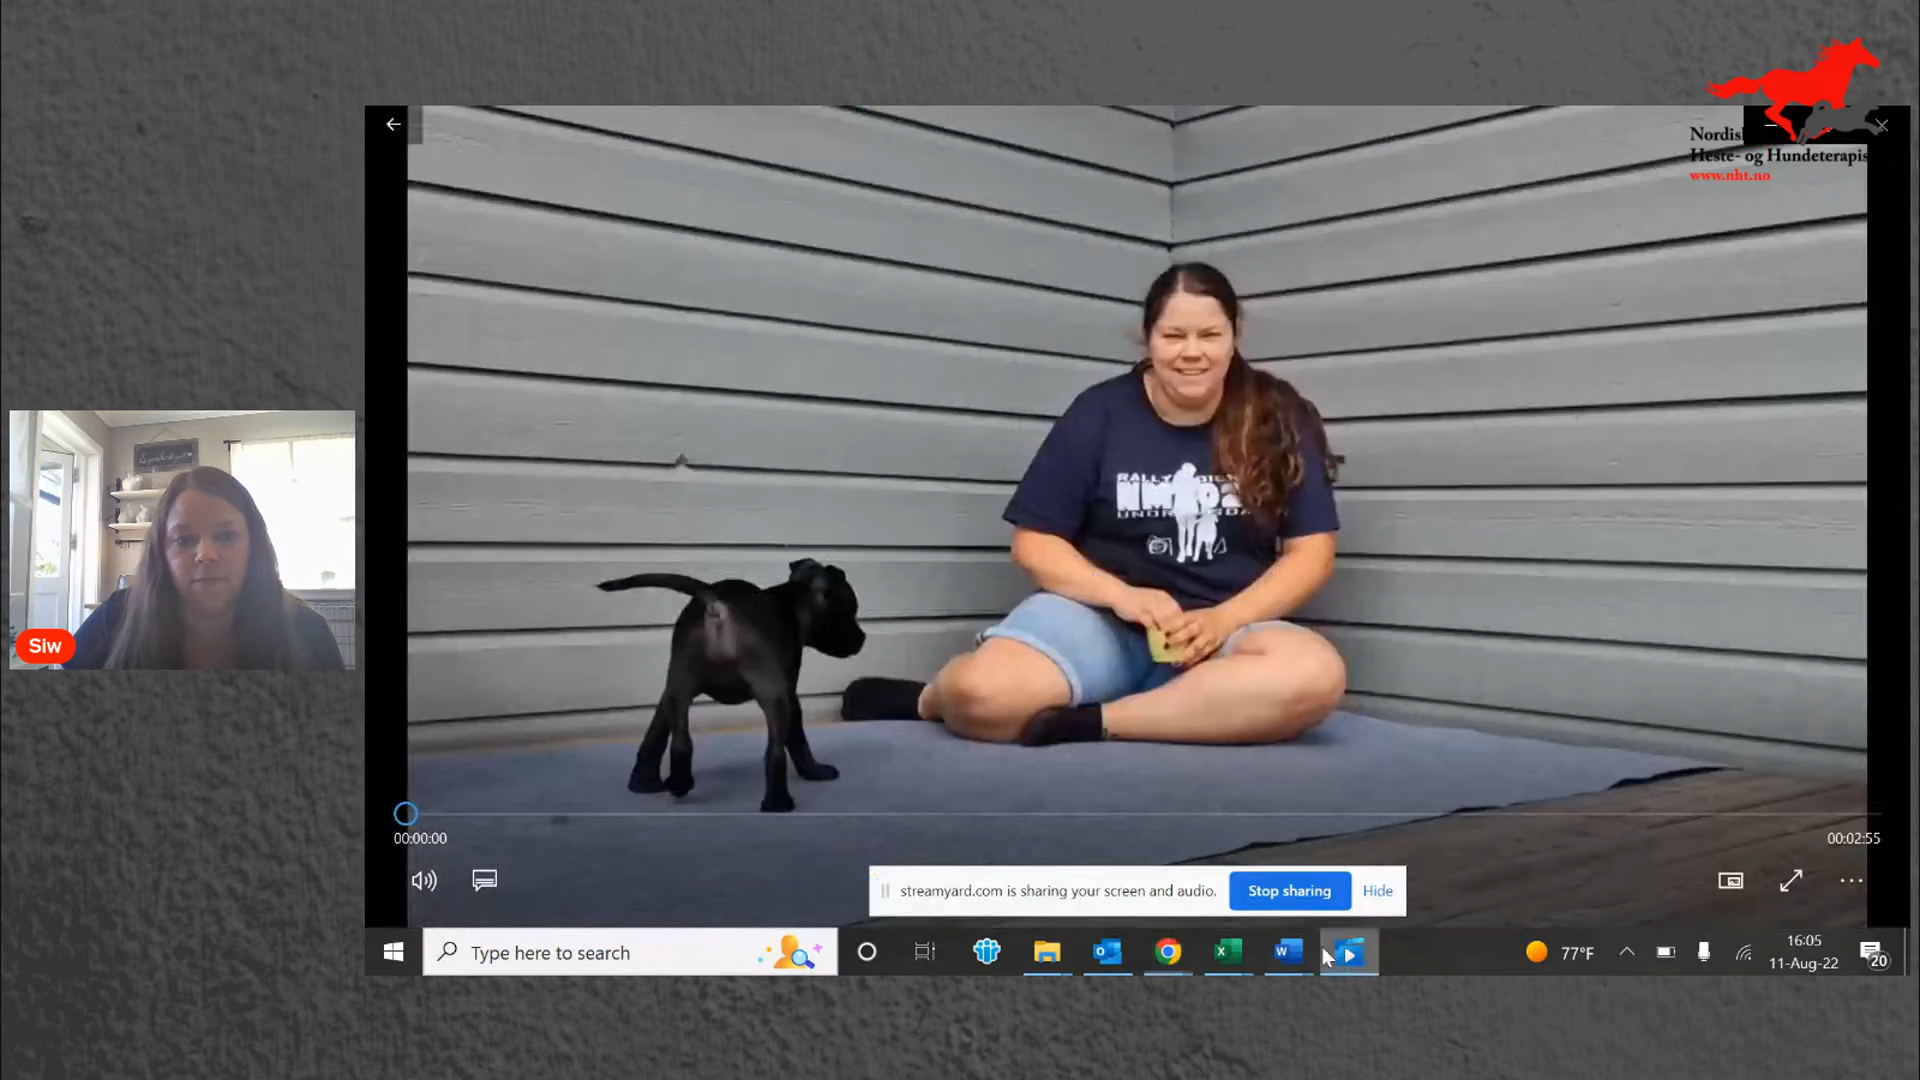 Nordis
Heste- og Hundeterapis
www.nht.no
RALLY
Siw
00:00:00
00:02:55
streamyard.com is sharing your screen and audio.
Stop sharing
Hide
Type here to search
77°F
16:05
11-Aug-22
20